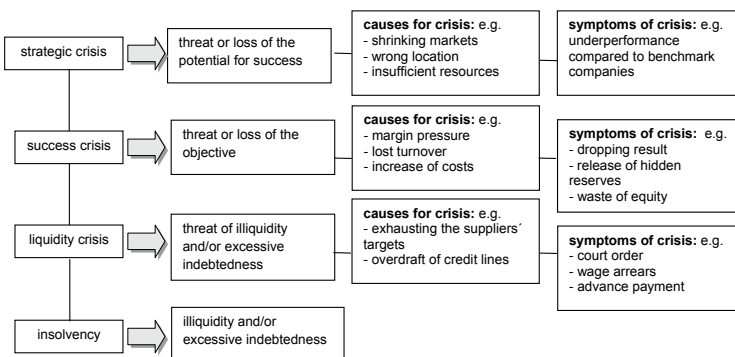 strategic crisis
threat or loss of the
potential for success
causes for crisis: e.g.
- shrinking markets
- wrong location
- insufficient resources
symptoms of crisis: e.g.
underperformance
compared to benchmark
companies
success crisis
threat or loss of the
objective
causes for crisis: e.g.
- margin pressure
- lost turnover
- increase of costs
symptoms of crisis: e.g.
- dropping result
- release of hidden
reserves
- waste of equity
liquidity crisis
threat of illiquidity
and/or excessive
indebtedness
causes for crisis: e.g.
- exhausting the suppliers´
targets
- overdraft of credit lines
symptoms of crisis: e.g.
- court order
- wage arrears
- advance payment
insolvency
illiquidity and/or
excessive indebtedness